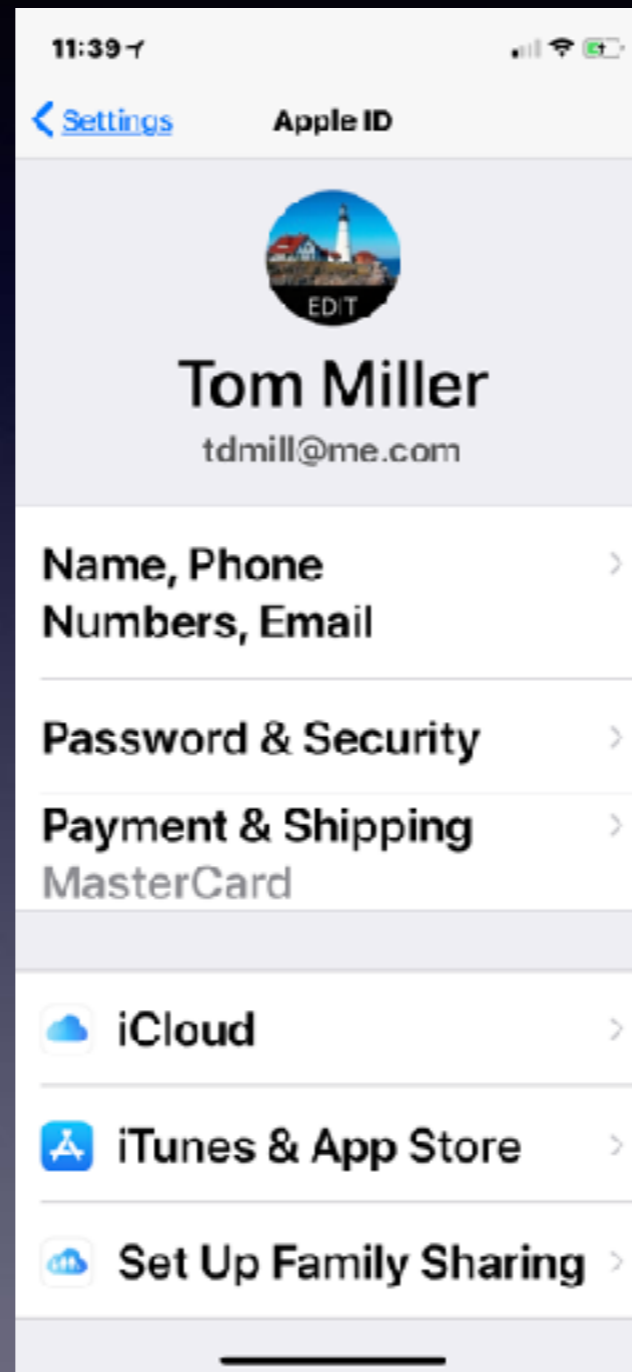 11:39
Settings
Apple ID
EDIT
Tom Miller
tdmill@me.com
Name, Phone
Numbers, Email
Password & Security
Payment & Shipping
MasterCard
iCloud
iTunes & App Store
Set Up Family Sharing